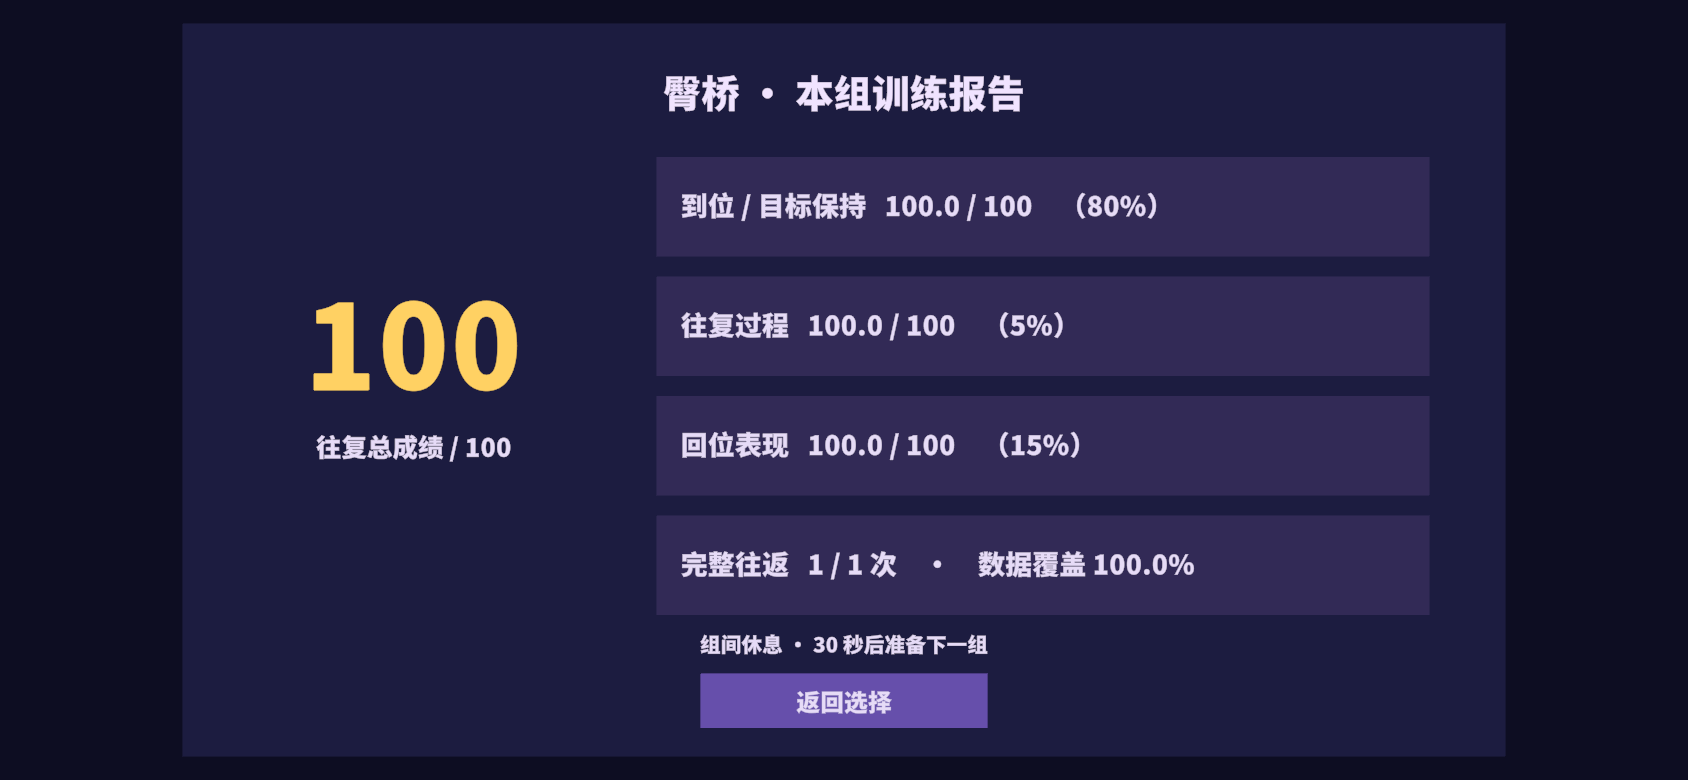 臀桥 · 本组训练报告
到位 / 目标保持 100.0 / 100 （80%）
往复过程 100.0 / 100 （5%）
100
往复总成绩 / 100
回位表现 100.0 / 100 （15%）
完整往返 1 / 1 次 · 数据覆盖 100.0%
组间休息 · 30 秒后准备下一组
返回选择